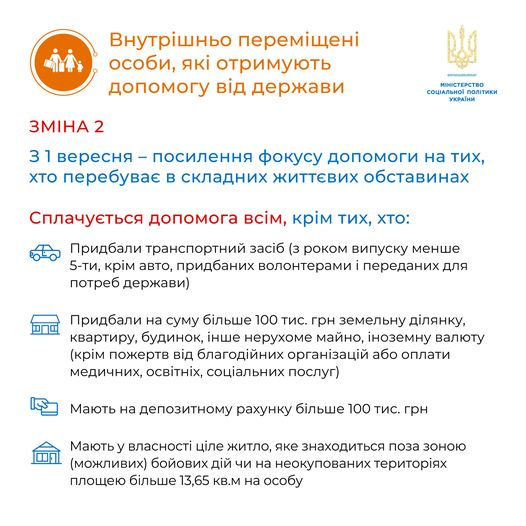 Внутрішньо переміщені
особи, які отримують
допомогу від держави
МІНІСТЕРСТВО
СОЦІАЛЬНОЇ ПОЛІТИКИ
УКРАЇНИ
ЗМІНА 2
З 1 вересня – посилення фокусу допомоги на тих,
хто перебуває в складних життєвих обставинах
Сплачується допомога всім, крім тих, хто:
Придбали транспортний засіб (з роком випуску менше
5-ти, крім авто, придбаних волонтерами і переданих для
потреб держави)
Придбали на суму більше 100 тис. грн земельну ділянку,
квартиру, будинок, інше нерухоме майно, іноземну валюту
(крім пожертв від благодійних організацій або оплати
медичних, освітніх, соціальних послуг)
Мають на депозитному рахунку більше 100 тис. грн
Мають у власності ціле житло, яке знаходиться поза зоною
(можливих) бойових дій чи на неокупованих територіях
площею більше 13,65 кв.м на особу